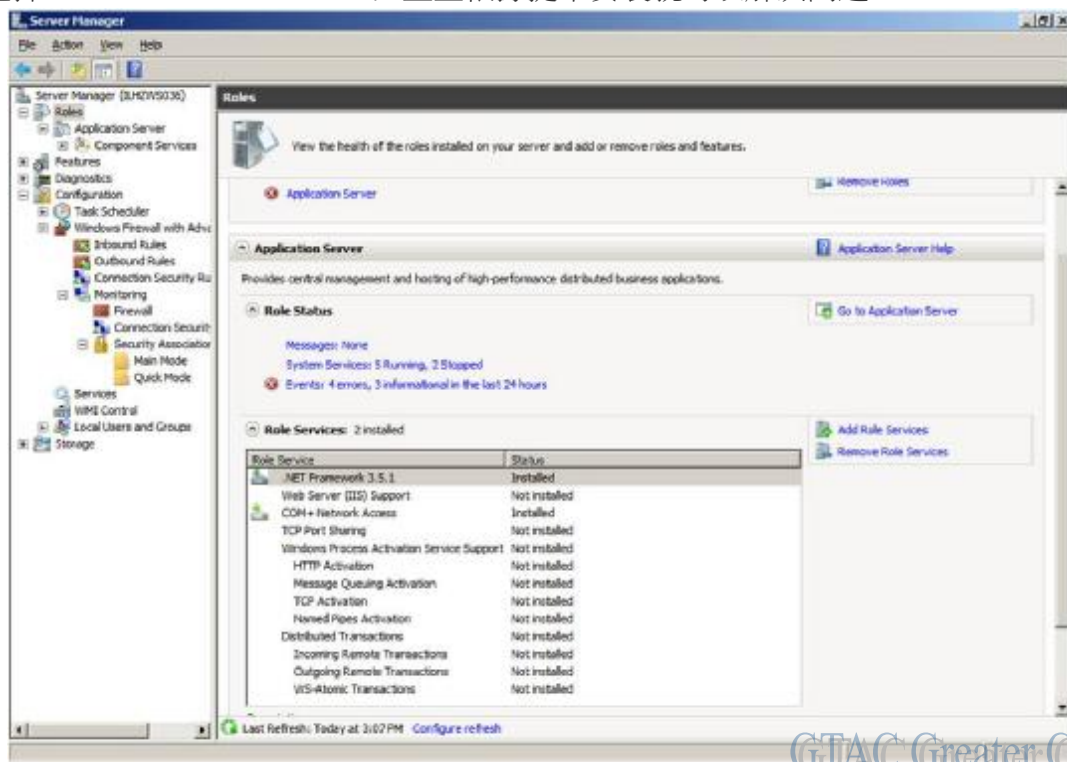 Server Manager
File Action View Help
Server Manager
Roles
Application Server
Component Services
Features
Diagnostics
Configuration
Task Scheduler
Windows Firewall with Adva
Inbound Rules
Outbound Rules
Connection Security Ru
Monitoring
Firewall
Connection Securit
Security Association
Main Mode
Quick Mode
Services
WMI Control
Local Users and Groups
Storage
Roles
View the health of the roles installed on your server and add or remove roles and features.
Application Server
Remove Roles
Application Server
Application Server Help
Provides central management and hosting of high-performance distributed business applications.
Role Status
Go to Application Server
Messages: None
System Services: 5 Running, 2 Stopped
Events: 4 errors, 3 informational in the last 24 hours
Role Services: 2 installed
Add Role Services
Remove Role Services
Role Service Status
.NET Framework 3.5.1 Installed
Web Server (IIS) Support Not installed
COM+ Network Access Installed
TCP Port Sharing Not installed
Windows Process Activation Service Support Not installed
HTTP Activation Not installed
Message Queuing Activation Not installed
TCP Activation Not installed
Named Pipes Activation Not installed
Distributed Transactions Not installed
Incoming Remote Transactions Not installed
Outgoing Remote Transactions Not installed
WS-Atomic Transactions Not installed
Last Refresh: Today at 3:07 PM Configure refresh
GTAC Greater C